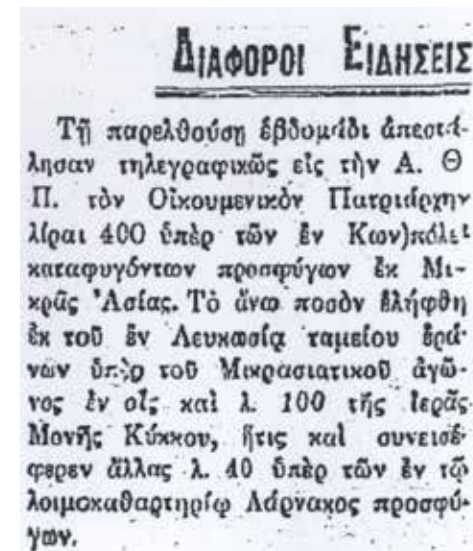 ΔΙΑΦΟΡΟΙ ΕΙΔΗΣΕΙΣ
Τῇ παρελθούσῃ ἑβδομάδι ἀπεστά-
λησαν τηλεγραφικῶς εἰς τὴν Α. Θ
Π. τὸν Οἰκουμενικὸν Πατριάρχην
λίραι 400 ὑπὲρ τῶν ἐν Κων)πόλει
καταφυγόντων προσφύγων ἐκ Μι-
κρᾶς Ἀσίας. Τὸ ἄνω ποσὸν ἐλήφθη
ἐκ τοῦ ἐν Λευκωσίᾳ ταμείου ἐρά-
νων ὑπὲρ τοῦ Μικρασιατικοῦ ἀγῶ-
νος ἐν οἷς καὶ λ. 100 τῆς Ἱερᾶς
Μονῆς Κύκκου, ἥτις καὶ συνεισέ-
φερεν ἄλλας λ. 40 ὑπὲρ τῶν ἐν τῷ
λοιμοκαθαρτηρίῳ Λάρνακος προσφύ-
γων.